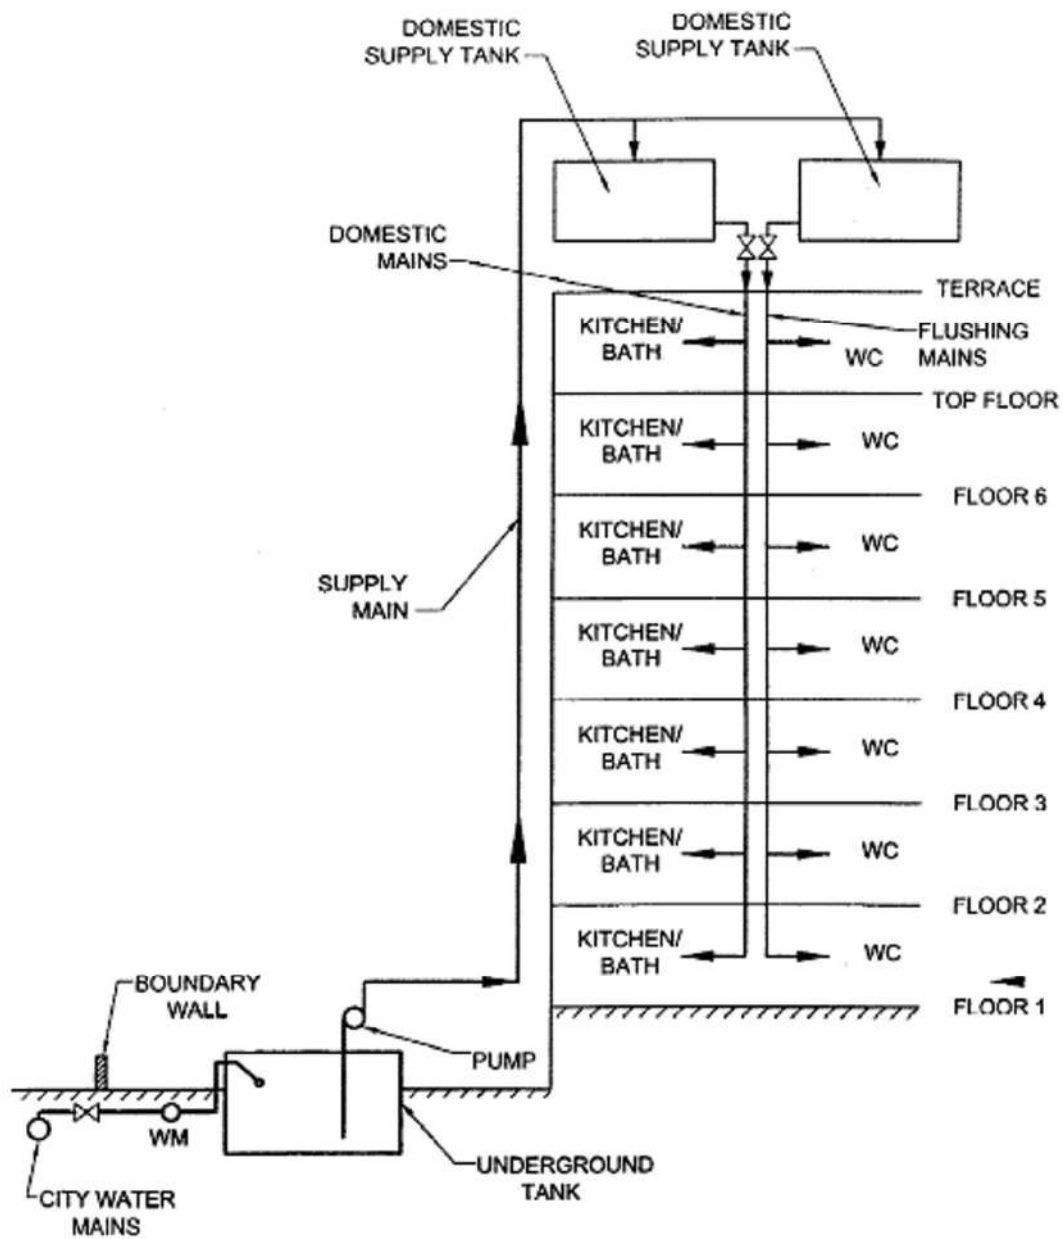 DOMESTIC
SUPPLY TANK
DOMESTIC
SUPPLY TANK
DOMESTIC
MAINS
TERRACE
KITCHEN/
BATH
WC
FLUSHING
MAINS
TOP FLOOR
KITCHEN/
BATH
WC
FLOOR 6
KITCHEN/
BATH
WC
SUPPLY
MAIN
FLOOR 5
KITCHEN/
BATH
WC
FLOOR 4
KITCHEN/
BATH
WC
FLOOR 3
KITCHEN/
BATH
WC
FLOOR 2
KITCHEN/
BATH
WC
FLOOR 1
BOUNDARY
WALL
PUMP
WM
UNDERGROUND
TANK
CITY WATER
MAINS